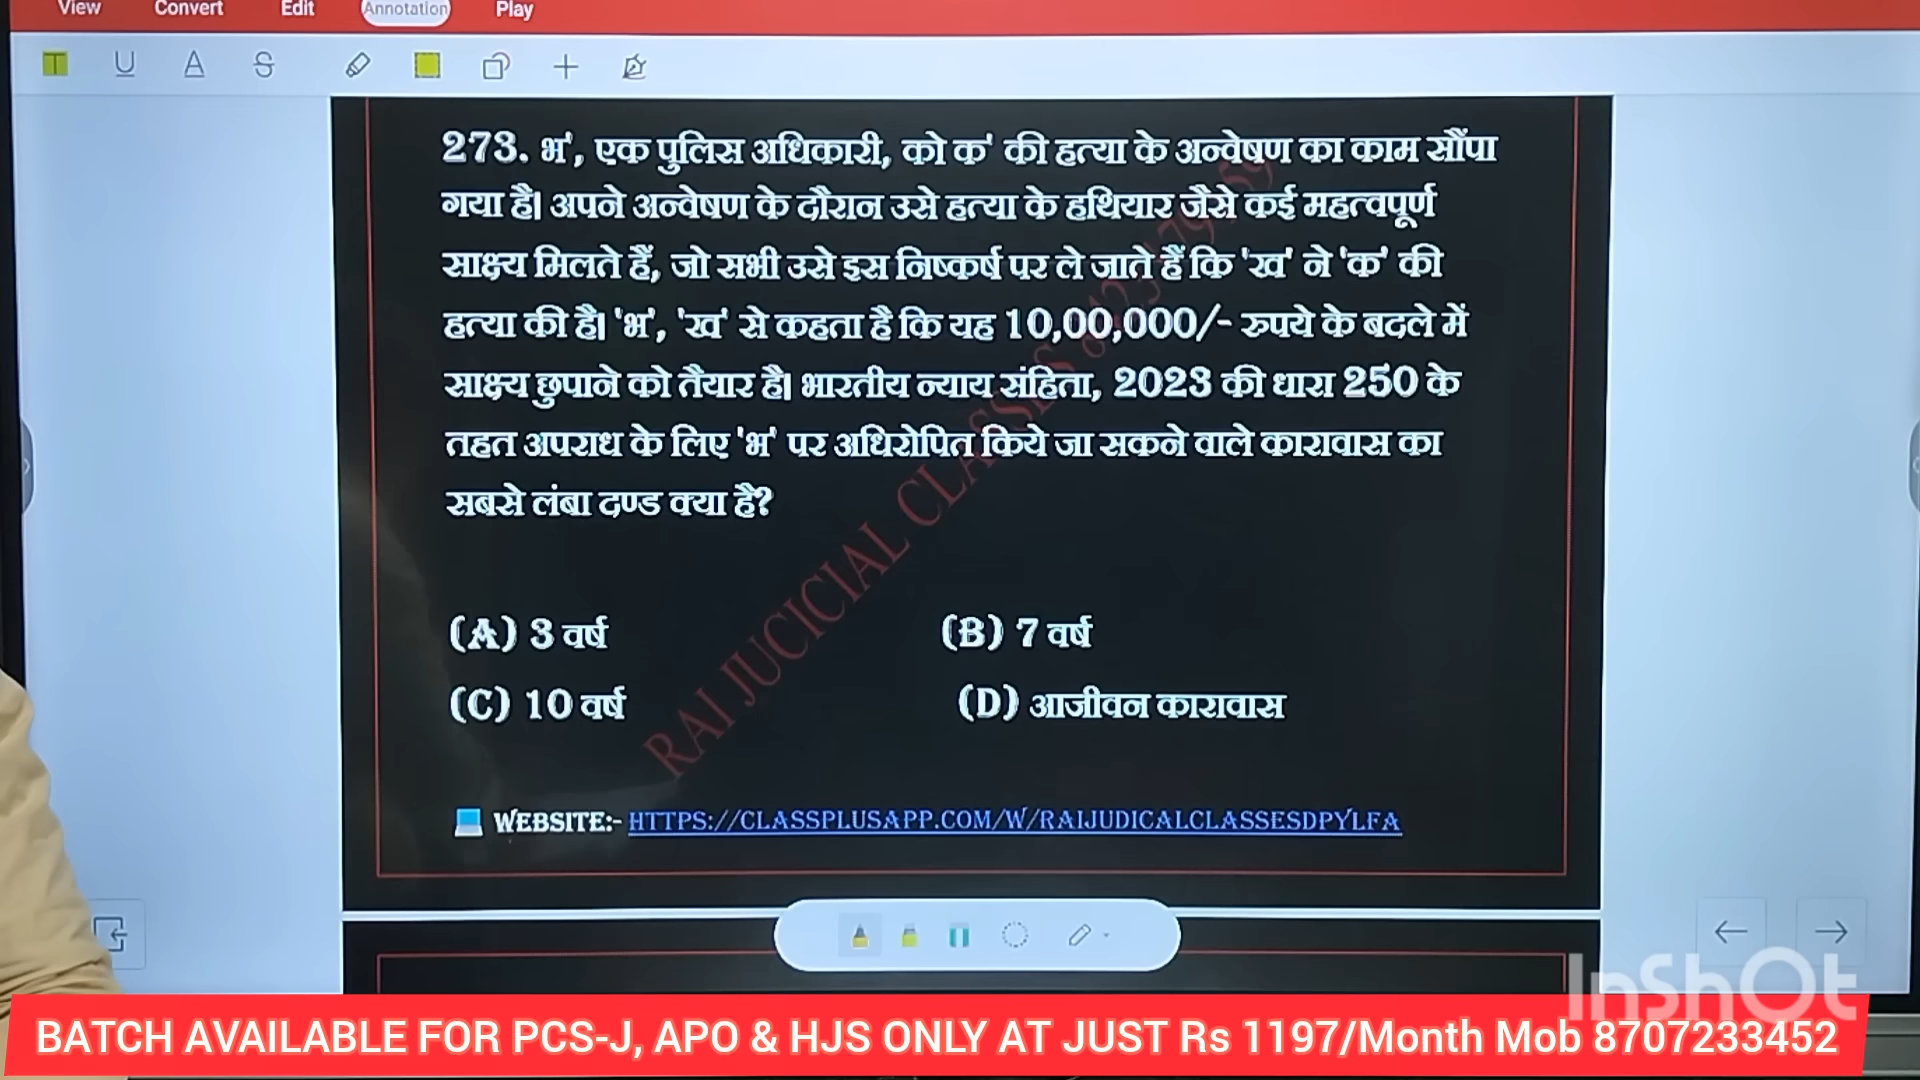 View Convert Edit Annotation Play
273. भ', एक पुलिस अधिकारी, को क' की हत्या के अन्वेषण का काम सौंपा
गया है। अपने अन्वेषण के दौरान उसे हत्या के हथियार जैसे कई महत्वपूर्ण
साक्ष्य मिलते हैं, जो सभी उसे इस निष्कर्ष पर ले जाते हैं कि 'ख' ने 'क' की
हत्या की है। 'भ', 'ख' से कहता है कि यह 10,00,000/- रुपये के बदले में
साक्ष्य छुपाने को तैयार है। भारतीय न्याय संहिता, 2023 की धारा 250 के
तहत अपराध के लिए 'भ' पर अधिरोपित किये जा सकने वाले कारावास का
सबसे लंबा दण्ड क्या है?
(A) 3 वर्ष (B) 7 वर्ष
(C) 10 वर्ष (D) आजीवन कारावास
RAI JUCICIAL CLASSES
WEBSITE:- HTTPS://CLASSPLUSAPP.COM/W/RAIJUDICALCLASSESDPYLFA
InShOt
BATCH AVAILABLE FOR PCS-J, APO & HJS ONLY AT JUST Rs 1197/Month Mob 8707233452